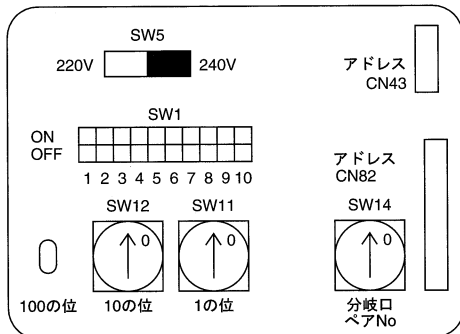 SW5
220V 240V
アドレス
CN43
SW1
ON
OFF
1 2 3 4 5 6 7 8 9 10
アドレス
CN82
SW12 SW11 SW14
0 0 0
100の位 10の位 1の位 分岐口
ペアNo